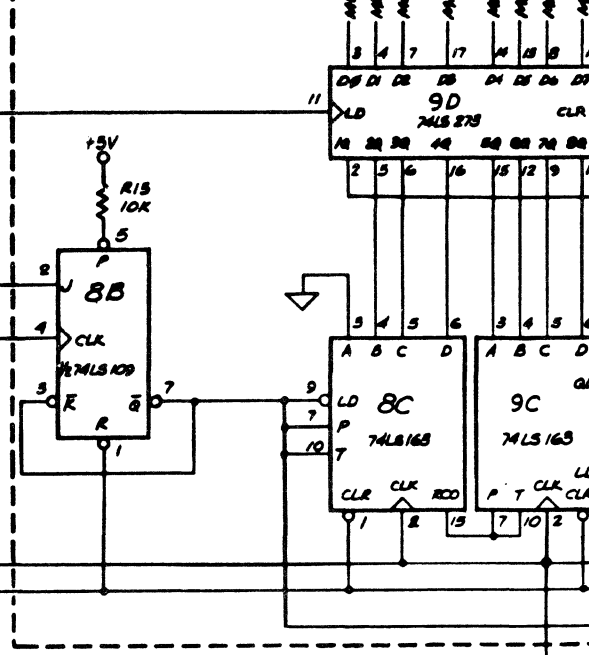 3 4 7 17 14 13 8
DØ D1 D2 D3 D4 D5 D6 D7
11 LD 9D CLR
74LS273
1Q 2Q 3Q 4Q 5Q 6Q 7Q 8Q
2 5 6 16 15 12 9
+5V
R13
10K
5
P
2 J 8B
4 CLK
½74LS109
3 K̅ Q̅ 7
R
1
3 4 5 6 3 4 5
A B C D A B C D
9 LD 8C 9C
7 P
74LS163 74LS163
10 T
CLR CLK RCO P T CLK CLR
1 2 15 7 10 2